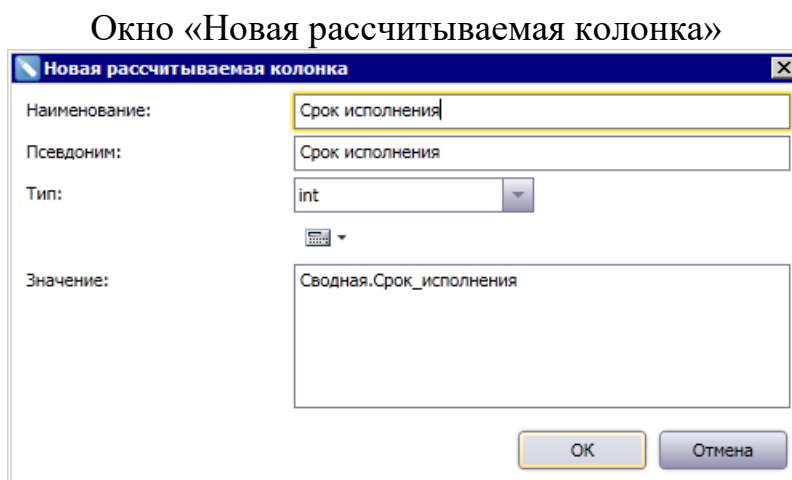 Окно «Новая рассчитываемая колонка»
Новая рассчитываемая колонка
Наименование: Срок исполнения
Псевдоним: Срок исполнения
Тип: int
Значение: Сводная.Срок_исполнения
OK Отмена